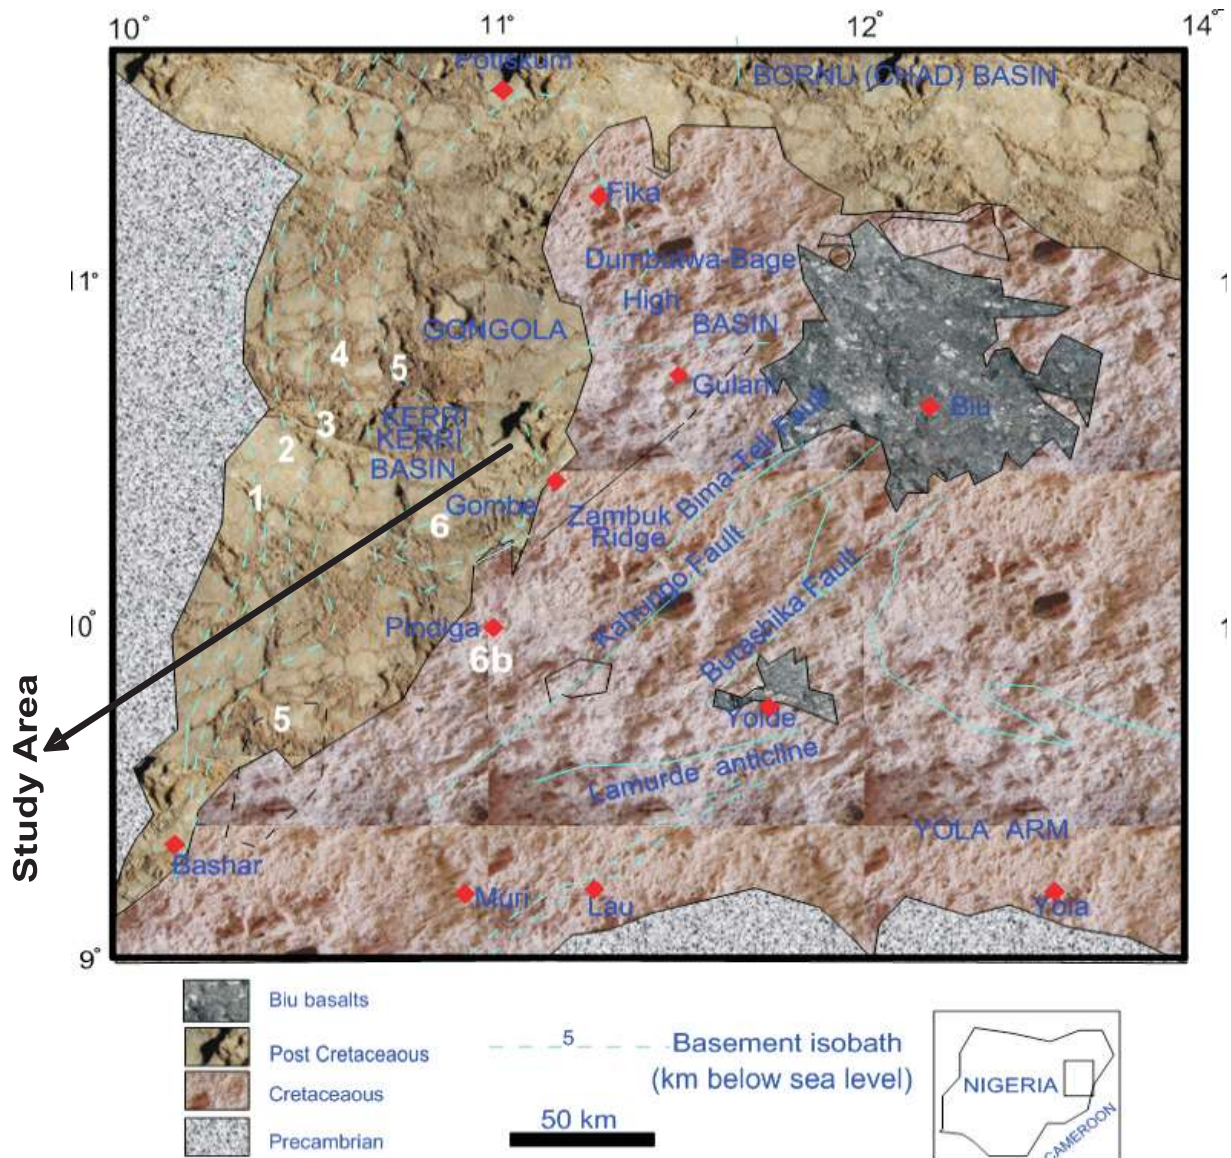 10° 11° 12° 14°
Potiskum
BORNU (CHAD) BASIN
Fika
Dumbulwa-Bage
High
1°
1
GONGOLA
BASIN
4
5
Gulani
Biu
KERRI
KERRI
BASIN
3
2
1
Gombe
6
Zambuk
Ridge
Bima-Teli Fault
Kaltungo Fault
Burashika Fault
Pindiga
6b
10°
1
5
Yolde
Lamurde anticline
YOLA ARM
Bashar
Muri
Lau
Yola
9°
Study Area
Biu basalts
Post Cretaceaous
Cretaceaous
Precambrian
5
Basement isobath
(km below sea level)
50 km
NIGERIA
CAMEROON